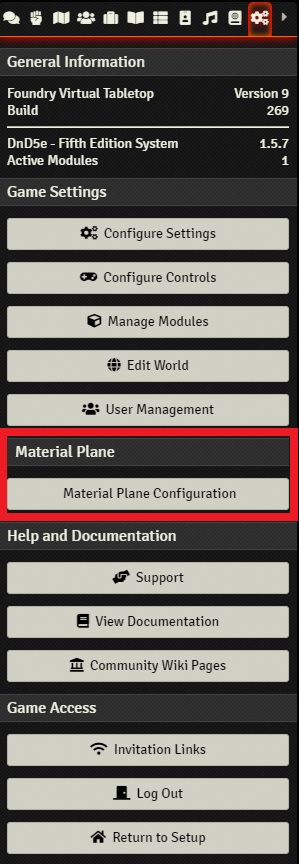 General Information
Foundry Virtual Tabletop Version 9
Build 269
DnD5e - Fifth Edition System 1.5.7
Active Modules 1
Game Settings
Configure Settings
Configure Controls
Manage Modules
Edit World
User Management
Material Plane
Material Plane Configuration
Help and Documentation
Support
View Documentation
Community Wiki Pages
Game Access
Invitation Links
Log Out
Return to Setup